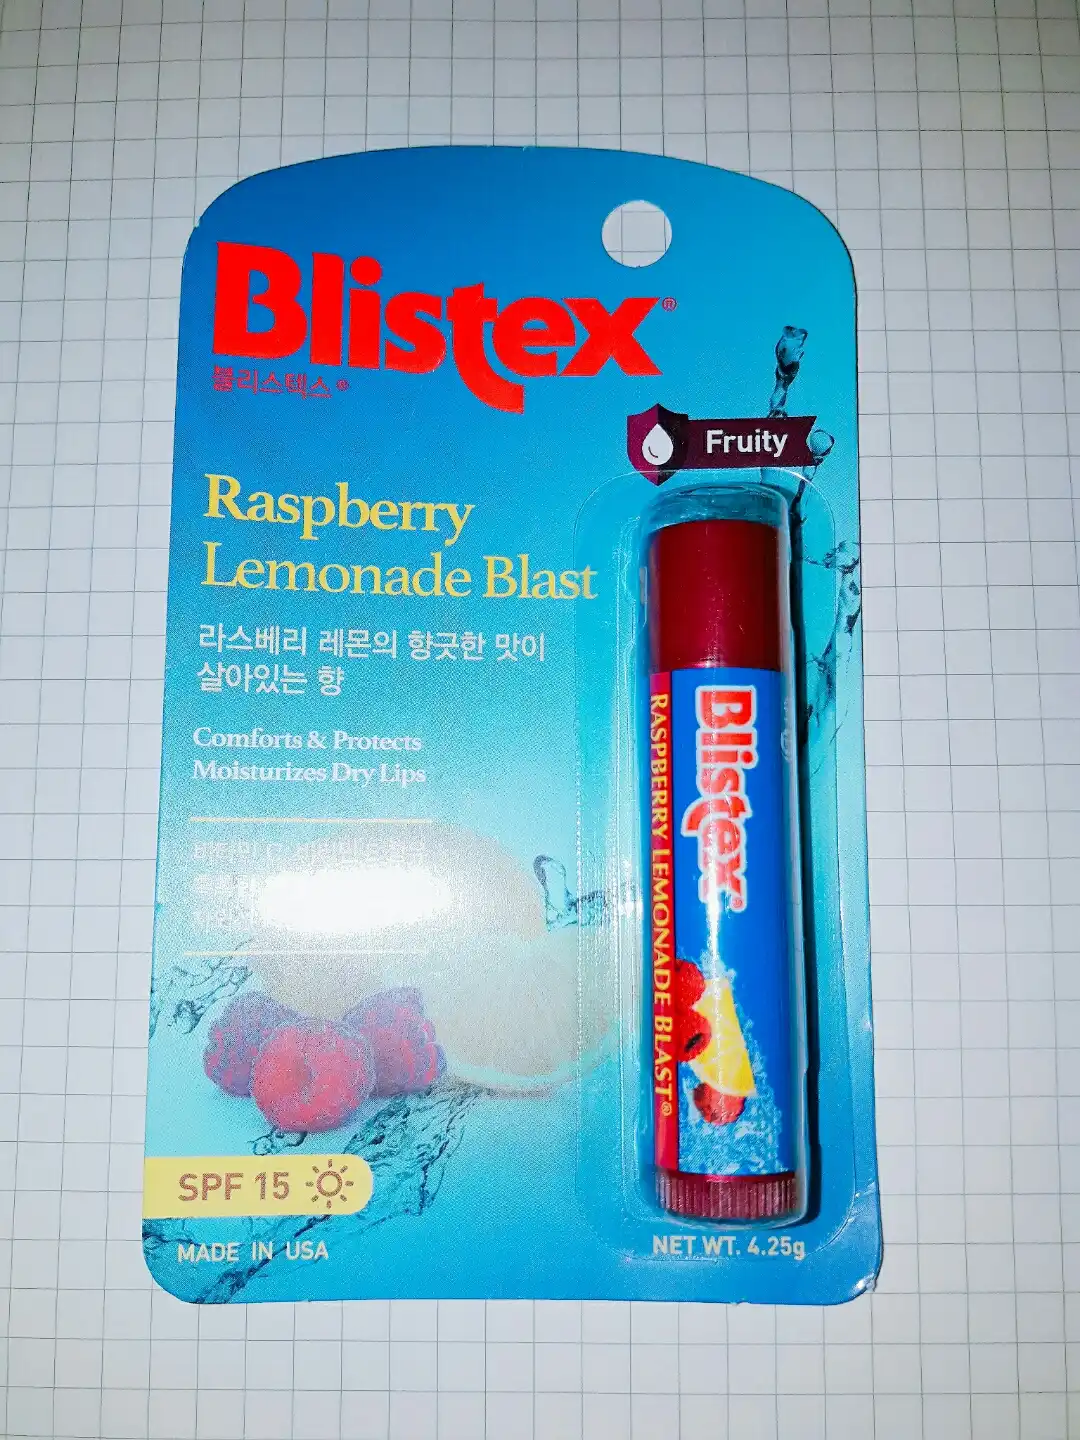 Blistex®
블리스텍스®
Fruity
Raspberry
Lemonade Blast
라스베리 레몬의 향긋한 맛이
살아있는 향
Comforts & Protects
Moisturizes Dry Lips
Blistex®
RASPBERRY LEMONADE BLAST®
SPF 15
MADE IN USA
NET WT. 4.25g